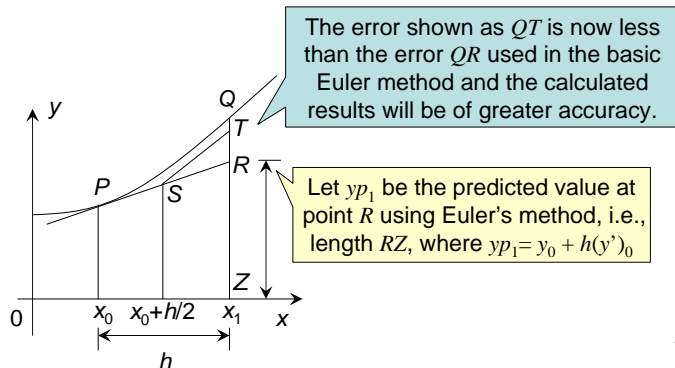 The error shown as QT is now less
than the error QR used in the basic
Euler method and the calculated
results will be of greater accuracy.
y
Q
T
R
P
S
Let yp₁ be the predicted value at
point R using Euler's method, i.e.,
length RZ, where yp₁= y₀ + h(y')₀
Z
0
x₀
x₀+h/2
x₁
x
h